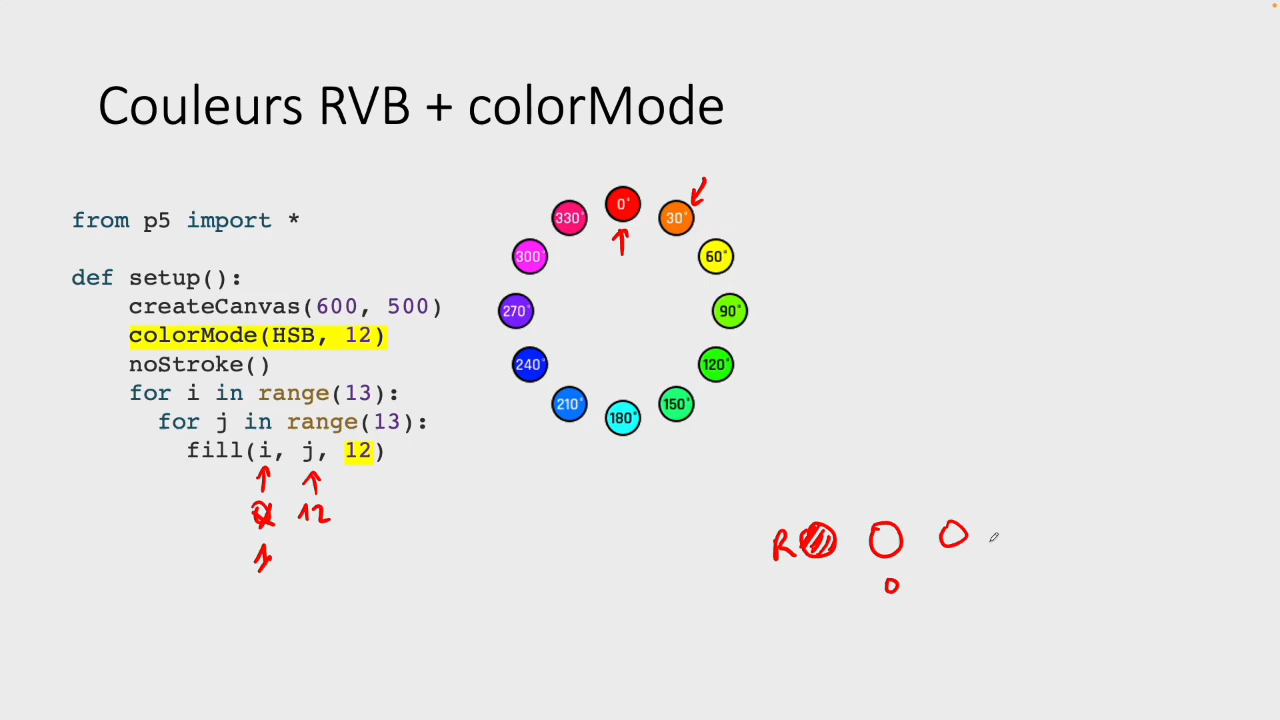 Couleurs RVB + colorMode
from p5 import *
def setup():
createCanvas(600, 500)
colorMode(HSB, 12)
noStroke()
for i in range(13):
for j in range(13):
fill(i, j, 12)
12
1
0°
30°
60°
90°
120°
150°
180°
210°
240°
270°
300°
330°
R
0